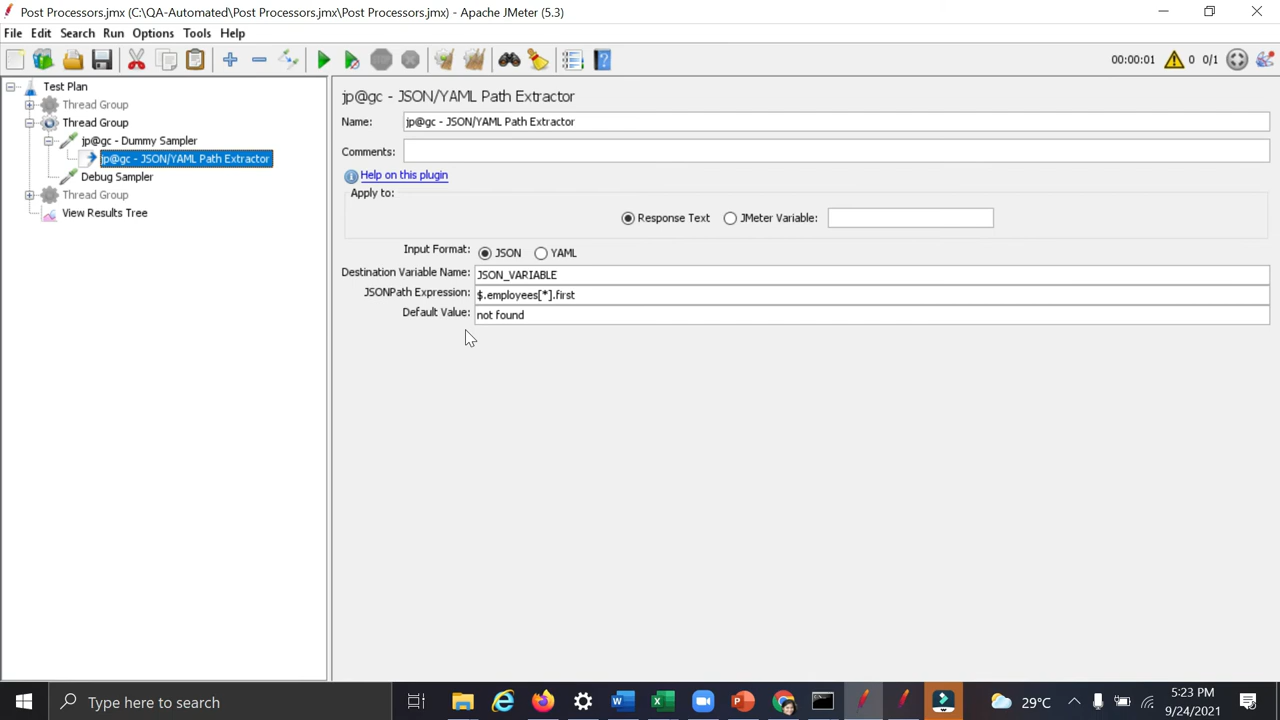 Post Processors.jmx (C:\QA-Automated\Post Processors.jmx\Post Processors.jmx) - Apache JMeter (5.3)
File Edit Search Run Options Tools Help
00:00:01 0 0/1
Test Plan
Thread Group
Thread Group
jp@gc - Dummy Sampler
jp@gc - JSON/YAML Path Extractor
Debug Sampler
Thread Group
View Results Tree
jp@gc - JSON/YAML Path Extractor
Name: jp@gc - JSON/YAML Path Extractor
Comments:
Help on this plugin
Apply to:
Response Text JMeter Variable:
Input Format: JSON YAML
Destination Variable Name: JSON_VARIABLE
JSONPath Expression: $.employees[*].first
Default Value: not found
Type here to search
29°C
5:23 PM
9/24/2021